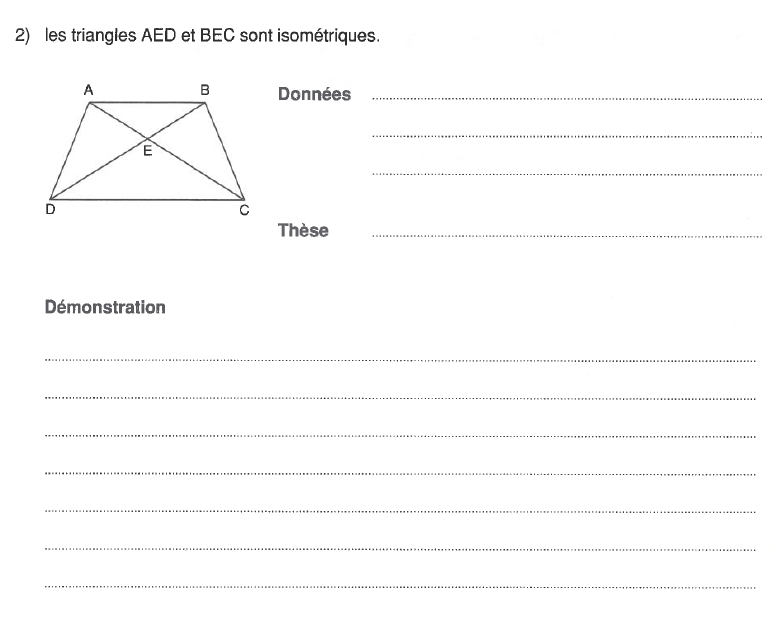 2) les triangles AED et BEC sont isométriques.
A B
Données
E
D C
Thèse
Démonstration